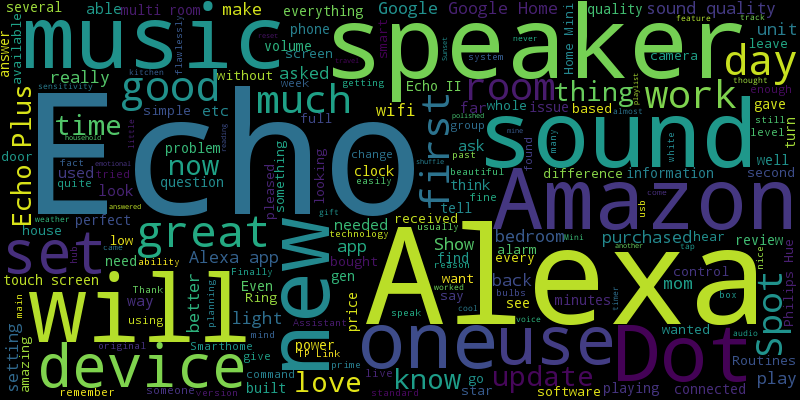 several
able
multi room
music
answer
available
flawlessly
make
without
really
Google
Google Home
everything
phone
volume
screen
smart
quality
sound quality
feature
track
Home Mini
day
unit
leave
camera
thought
speaker
never
system
Sunset
getting
playlist
kitchen
sensitivity
good
much
asked
week
Echo II
room
thing
work
enough
gave
Echo Plus
Echo
time
simple
etc
full
wifi
far
whole
issue
based
still
level
turn
household
polished
first
group
ask
past
beautiful
almost
white
many
sound
door
fact
emotional
problem
now
reading
little
something
looking
change
clock
easily
mine
found
think
fine
tell
difference
information
well
second
used
tried
quite
question
look
pleased
shuffle
Amazon
usb
come
perfect
weather
answered
gift
needed
received
usually
house
great
new
technology
app
Show
alarm
bedroom
Mini
purchased
hear
review
nice
Phillips Hue
set
hub
came
low
need
ability
Alexa app
bought
find
reason
every
another
tap
control
mom
spot
touch screen
Thank
Finally
Even
Ring
gen
price
want
worked
say
Alexa
back
see
bulbs
minutes
box
main
way
using
better
planning
will
light
Assistant
speak
cool
voice
timer
wanted
audio
setting
amazing
original
Smarthome
mind
power
TP Link
one
use
Dot
Routines
device
give
command
prime
love
live
know
go
star
update
playing
connected
play
remember
someone
version
built
standard
software